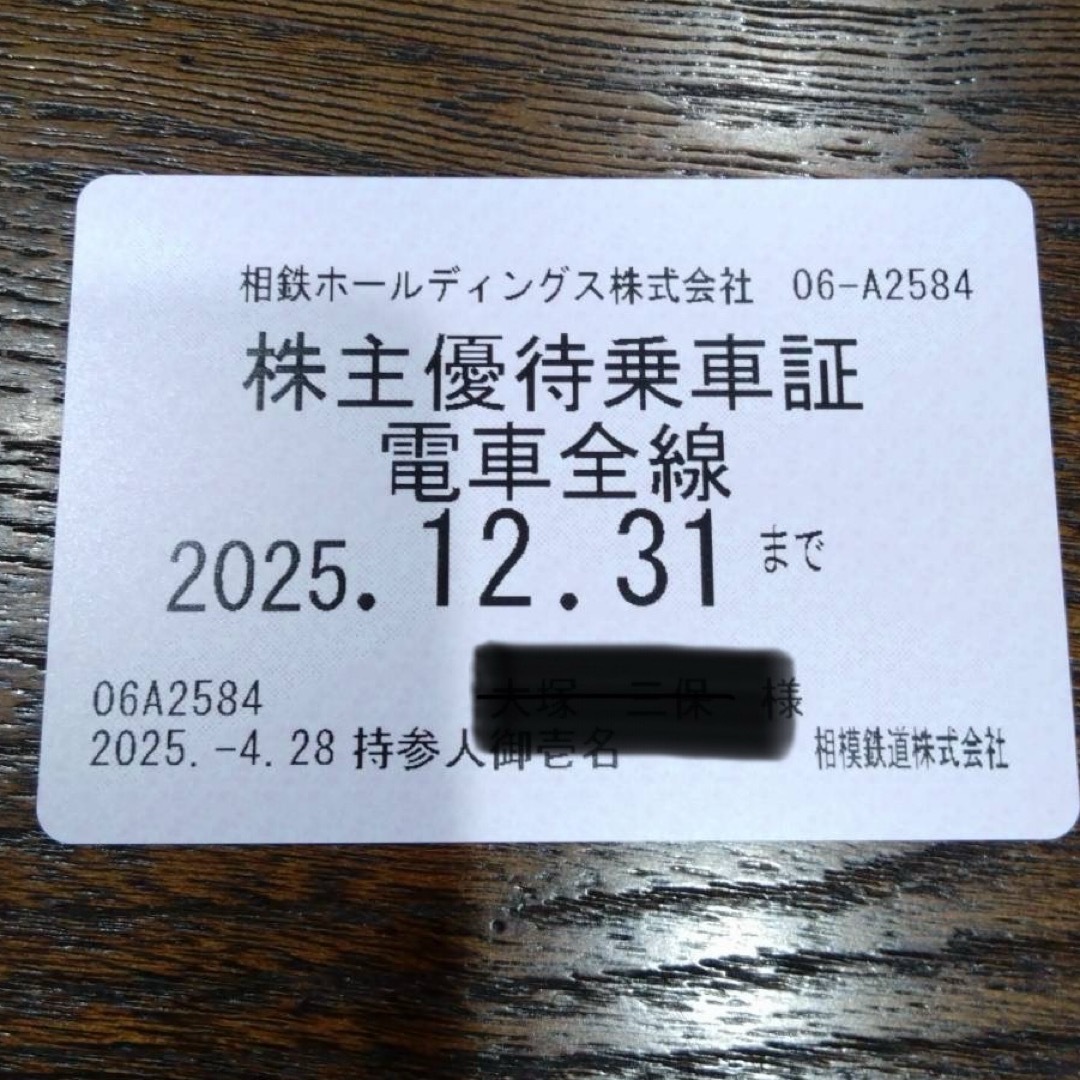 相鉄ホールディングス株式会社 06-A2584
株主優待乗車証
電車全線
2025.12.31まで
06A2584 様
2025.-4.28 持参人御壱名 相模鉄道株式会社